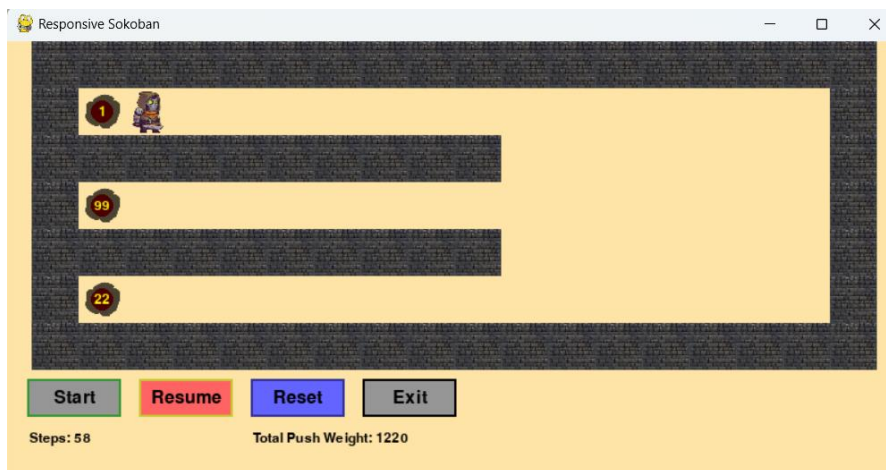 Responsive Sokoban
1
99
22
Start Resume Reset Exit
Steps: 58 Total Push Weight: 1220